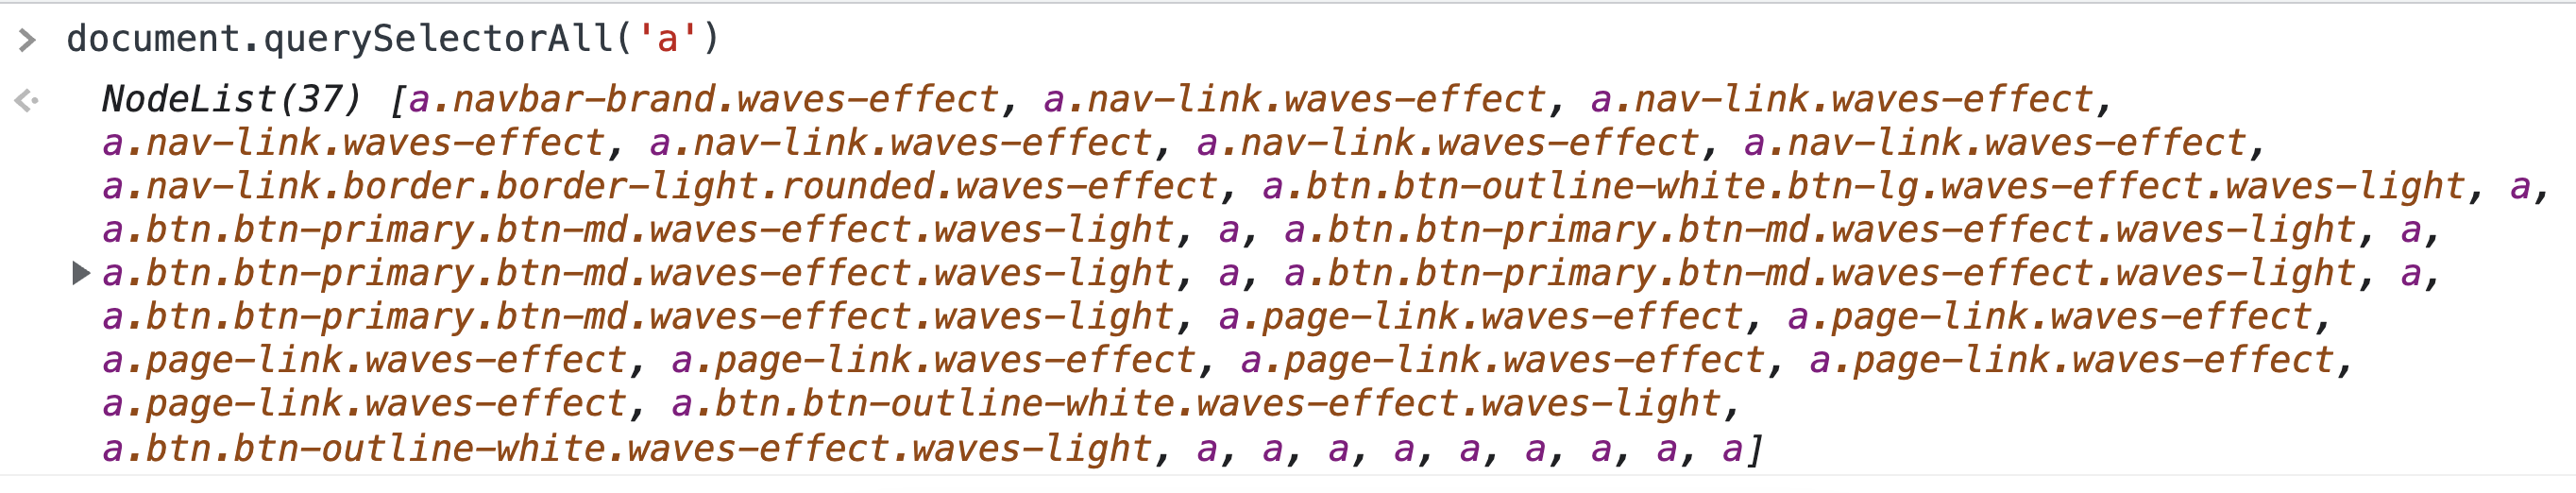 > document.querySelectorAll('a')
NodeList(37) [a.navbar-brand.waves-effect, a.nav-link.waves-effect, a.nav-link.waves-effect,
a.nav-link.waves-effect, a.nav-link.waves-effect, a.nav-link.waves-effect, a.nav-link.waves-effect,
a.nav-link.border.border-light.rounded.waves-effect, a.btn.btn-outline-white.btn-lg.waves-effect.waves-light, a,
a.btn.btn-primary.btn-md.waves-effect.waves-light, a, a.btn.btn-primary.btn-md.waves-effect.waves-light, a,
a.btn.btn-primary.btn-md.waves-effect.waves-light, a, a.btn.btn-primary.btn-md.waves-effect.waves-light, a,
a.btn.btn-primary.btn-md.waves-effect.waves-light, a.page-link.waves-effect, a.page-link.waves-effect,
a.page-link.waves-effect, a.page-link.waves-effect, a.page-link.waves-effect, a.page-link.waves-effect,
a.page-link.waves-effect, a.btn.btn-outline-white.waves-effect.waves-light,
a.btn.btn-outline-white.waves-effect.waves-light, a, a, a, a, a, a, a, a, a]